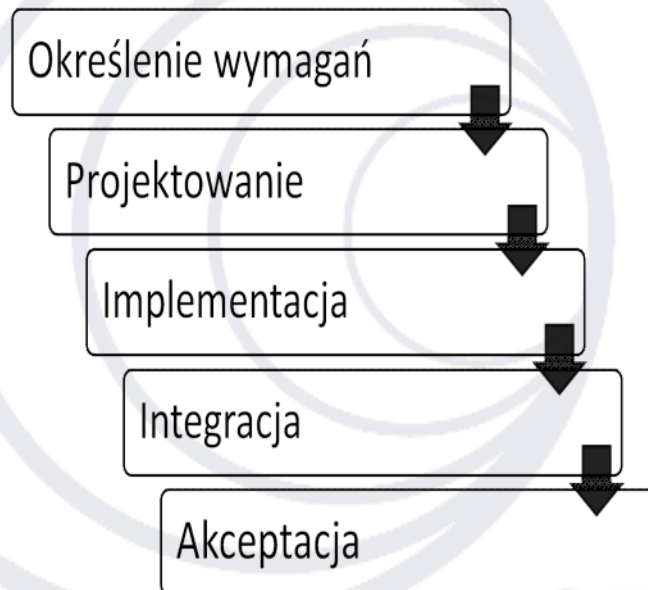 Określenie wymagań
Projektowanie
Implementacja
Integracja
Akceptacja